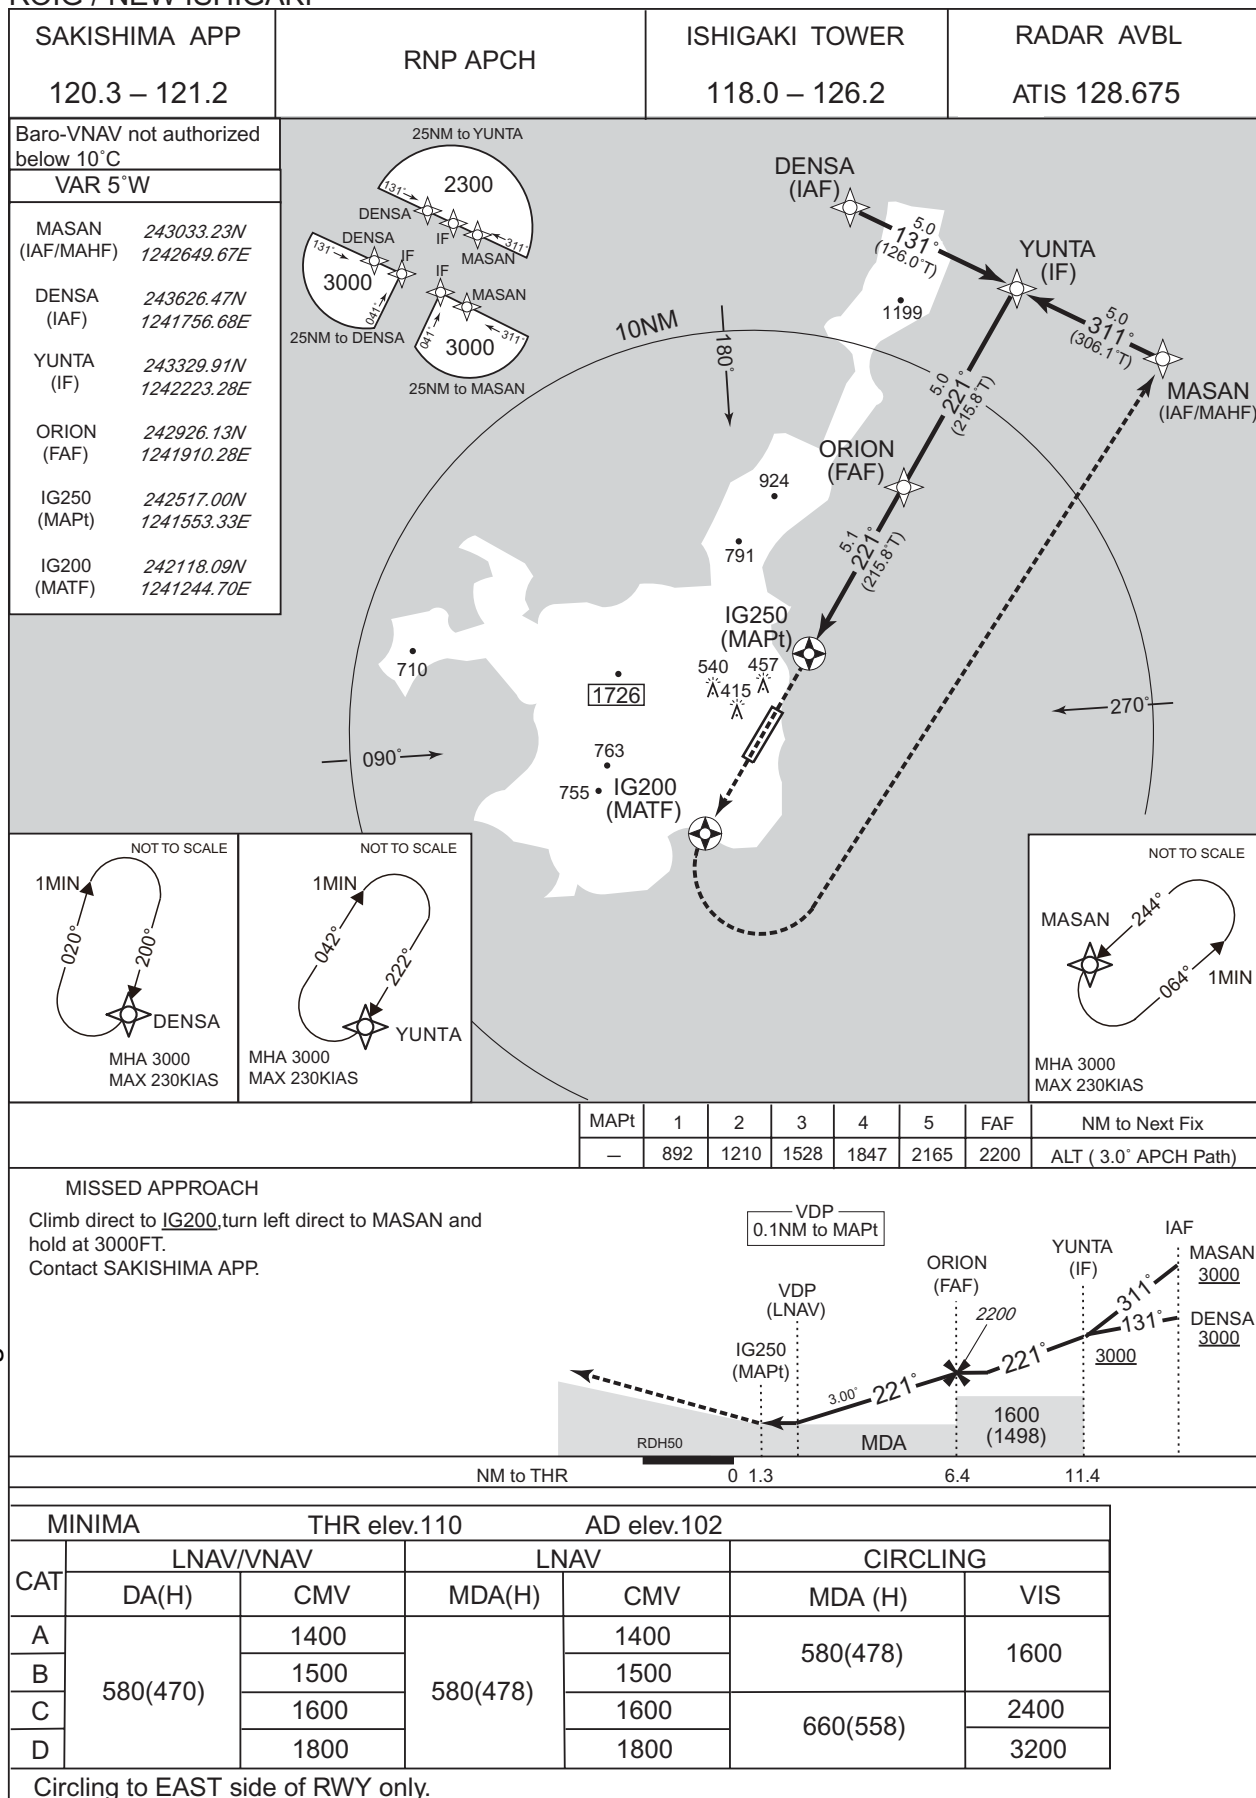 SAKISHIMA APP
120.3 – 121.2
RNP APCH
ISHIGAKI TOWER
118.0 – 126.2
RADAR AVBL
ATIS 128.675
Baro-VNAV not authorized
below 10˚C
VAR 5˚W
MASAN 243033.23N
(IAF/MAHF) 1242649.67E
DENSA 243626.47N
(IAF) 1241756.68E
YUNTA 243329.91N
(IF) 1242223.28E
ORION 242926.13N
(FAF) 1241910.28E
IG250 242517.00N
(MAPt) 1241553.33E
IG200 242118.09N
(MATF) 1241244.70E
25NM to YUNTA
2300
131˚
DENSA
IF
MASAN
311˚
131˚
DENSA
IF
3000
041˚
25NM to DENSA
IF
MASAN
041˚
311˚
3000
25NM to MASAN
DENSA
(IAF)
5.0
131˚
(126.0˚T)
YUNTA
(IF)
5.0
311˚
(306.1˚T)
MASAN
(IAF/MAHF)
1199
10NM
180˚
5.0
221˚
(215.8˚T)
ORION
(FAF)
924
791
5.1
221˚
(215.8˚T)
IG250
(MAPt)
540
457
415
710
1726
270˚
090˚
763
755
IG200
(MATF)
NOT TO SCALE
1MIN
020˚
200˚
DENSA
MHA 3000
MAX 230KIAS
NOT TO SCALE
1MIN
042˚
222˚
YUNTA
MHA 3000
MAX 230KIAS
NOT TO SCALE
MASAN
244°
064°
1MIN
MHA 3000
MAX 230KIAS
MAPt 1 2 3 4 5 FAF NM to Next Fix
– 892 1210 1528 1847 2165 2200 ALT ( 3.0˚ APCH Path)
MISSED APPROACH
Climb direct to IG200,turn left direct to MASAN and
hold at 3000FT.
Contact SAKISHIMA APP.
VDP
0.1NM to MAPt
IAF
MASAN
3000
DENSA
3000
YUNTA
(IF)
ORION
(FAF)
2200
VDP
(LNAV)
IG250
(MAPt)
311˚
131˚
3000
221˚
3.00˚ 221˚
1600
(1498)
MDA
RDH50
NM to THR 0 1.3 6.4 11.4
MINIMA THR elev.110 AD elev.102
CAT LNAV/VNAV LNAV CIRCLING
DA(H) CMV MDA(H) CMV MDA (H) VIS
A 580(470) 1400 580(478) 1400 580(478) 1600
B 1500 1500
C 1600 1600 660(558) 2400
D 1800 1800 3200
Circling to EAST side of RWY only.